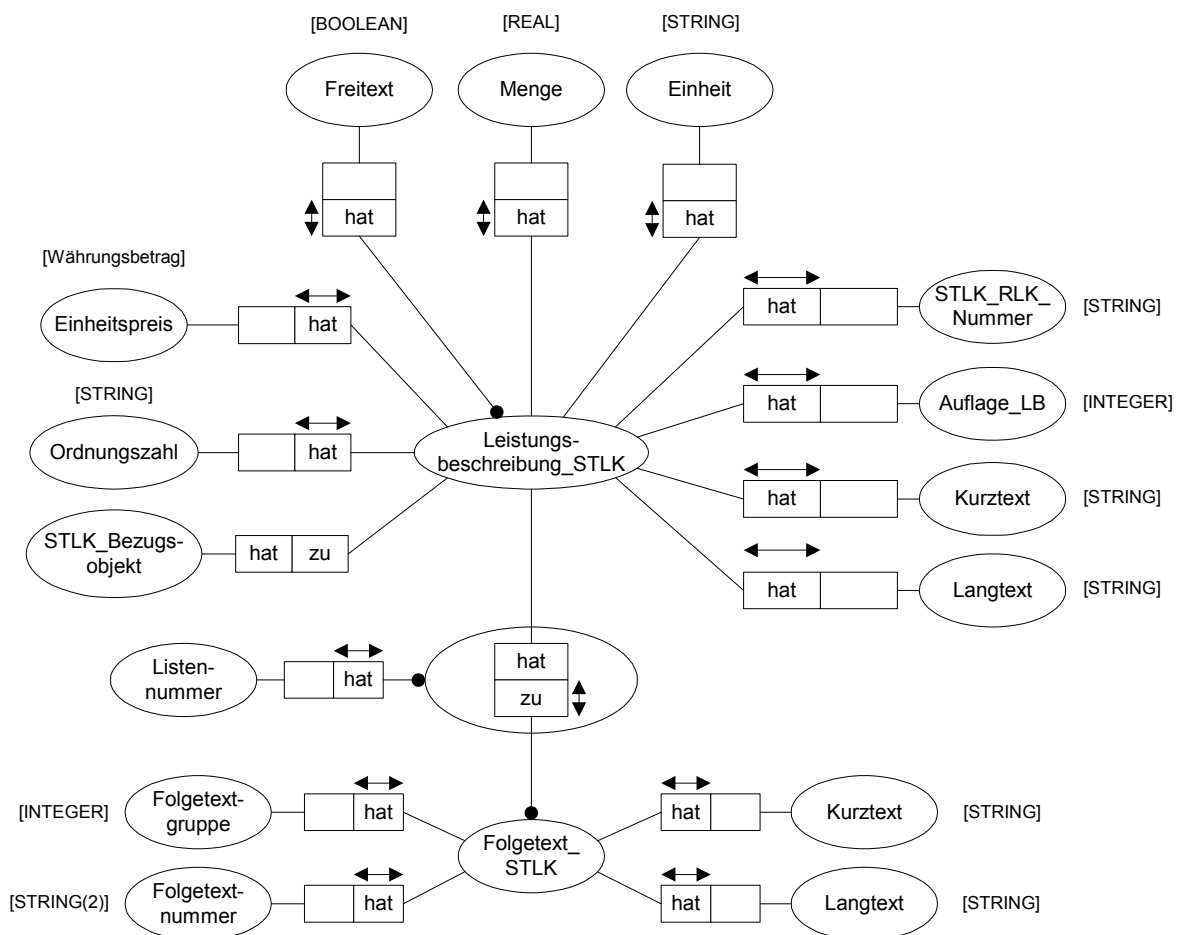 [BOOLEAN]
[REAL]
[STRING]
Freitext
Menge
Einheit
hat
hat
hat
[Währungsbetrag]
Einheitspreis
hat
hat
STLK_RLK_
Nummer
[STRING]
[STRING]
Ordnungszahl
hat
Leistungs-
beschreibung_STLK
hat
Auflage_LB
[INTEGER]
hat
Kurztext
[STRING]
STLK_Bezugs-
objekt
hat
zu
hat
Langtext
[STRING]
Listen-
nummer
hat
hat
zu
[INTEGER]
Folgetext-
gruppe
hat
hat
Kurztext
[STRING]
Folgetext_
STLK
[STRING(2)]
Folgetext-
nummer
hat
hat
Langtext
[STRING]